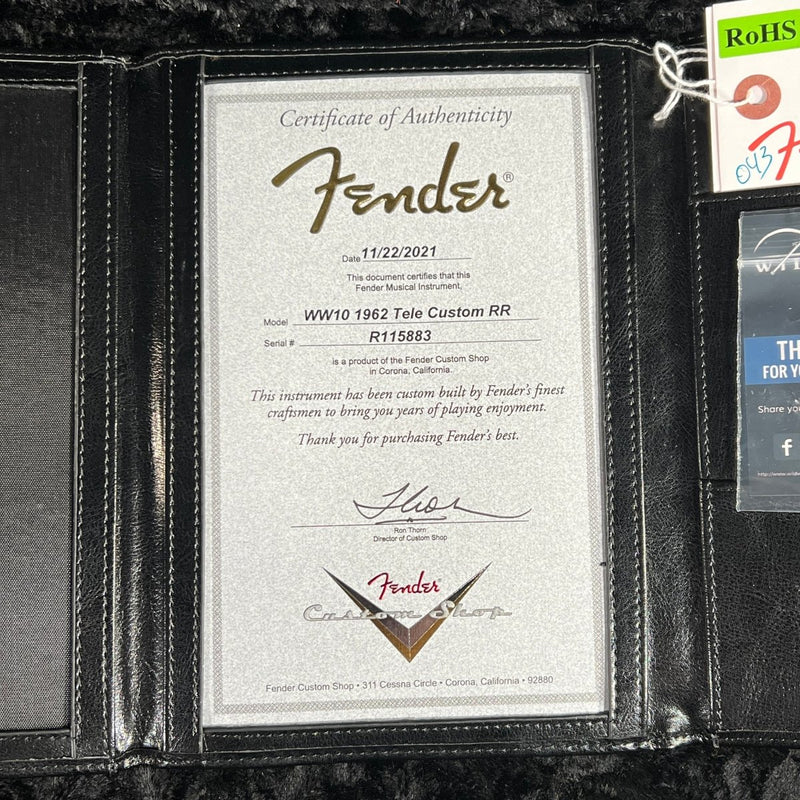 Certificate of Authenticity
Fender®
Date 11/22/2021
This document certifies that this
Fender Musical Instrument,
Model WW10 1962 Tele Custom RR
Serial # R115883
is a product of the Fender Custom Shop
in Corona, California.
This instrument has been custom built by Fender's finest
craftsmen to bring you years of playing enjoyment.
Thank you for purchasing Fender's best.
Ron Thorn
Director of Custom Shop
Fender
Custom Shop
Fender Custom Shop • 311 Cessna Circle • Corona, California • 92880
RoHS
043
TH
FOR YO
Share you
f